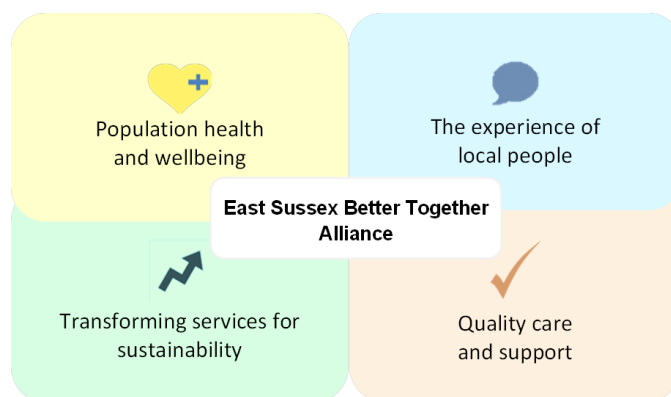 Population health
and wellbeing
The experience of
local people
East Sussex Better Together
Alliance
Transforming services for
sustainability
Quality care
and support